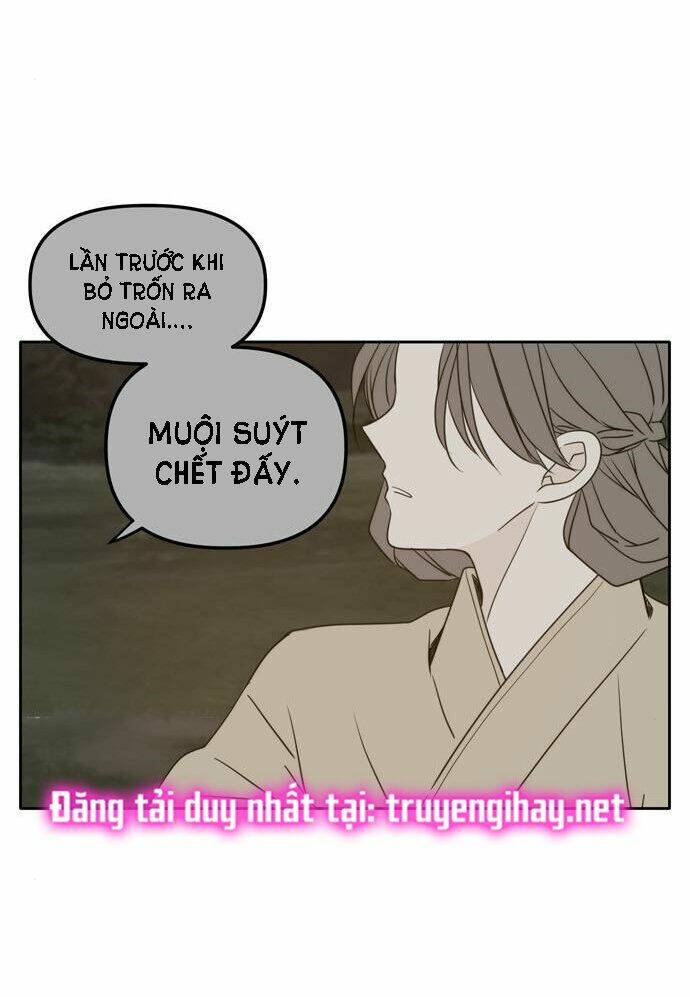 LẦN TRƯỚC KHI
BỎ TRỐN RA
NGOÀI....
MUỘI SUÝT
CHẾT ĐẤY.
Đăng tải duy nhất tại: truyengihay.net